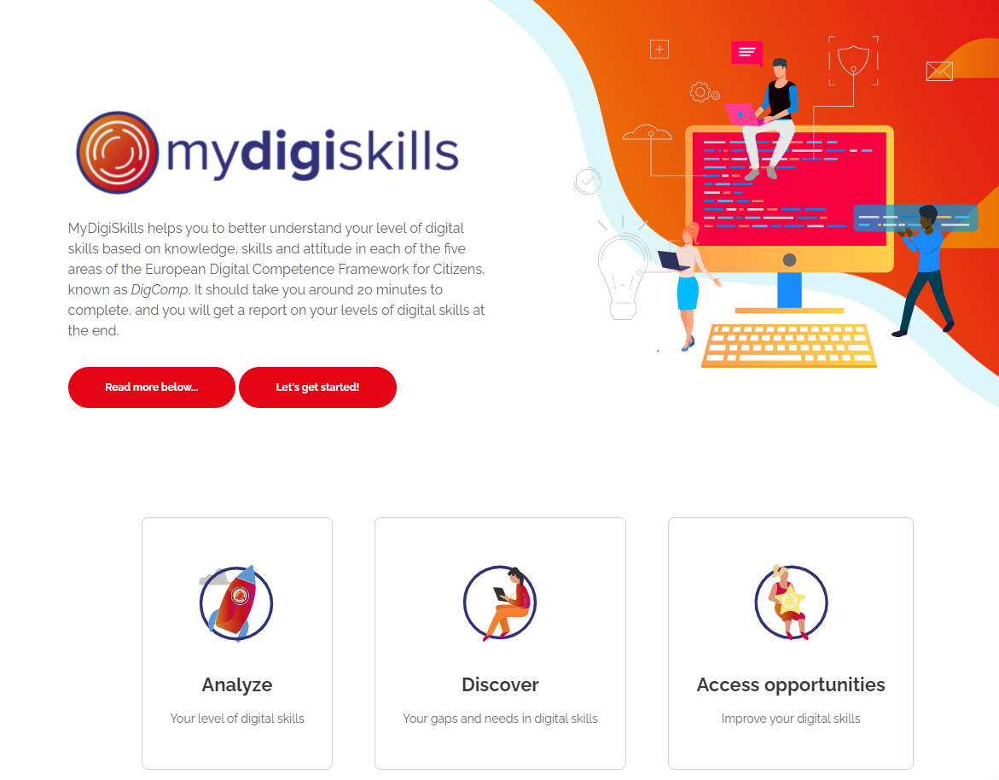 mydigiskills
MyDigiSkills helps you to better understand your level of digital
skills based on knowledge, skills and attitude in each of the five
areas of the European Digital Competence Framework for Citizens,
known as DigComp. It should take you around 20 minutes to
complete, and you will get a report on your levels of digital skills at
the end.
Read more below...
Let's get started!
Analyze
Your level of digital skills
Discover
Your gaps and needs in digital skills
Access opportunities
Improve your digital skills